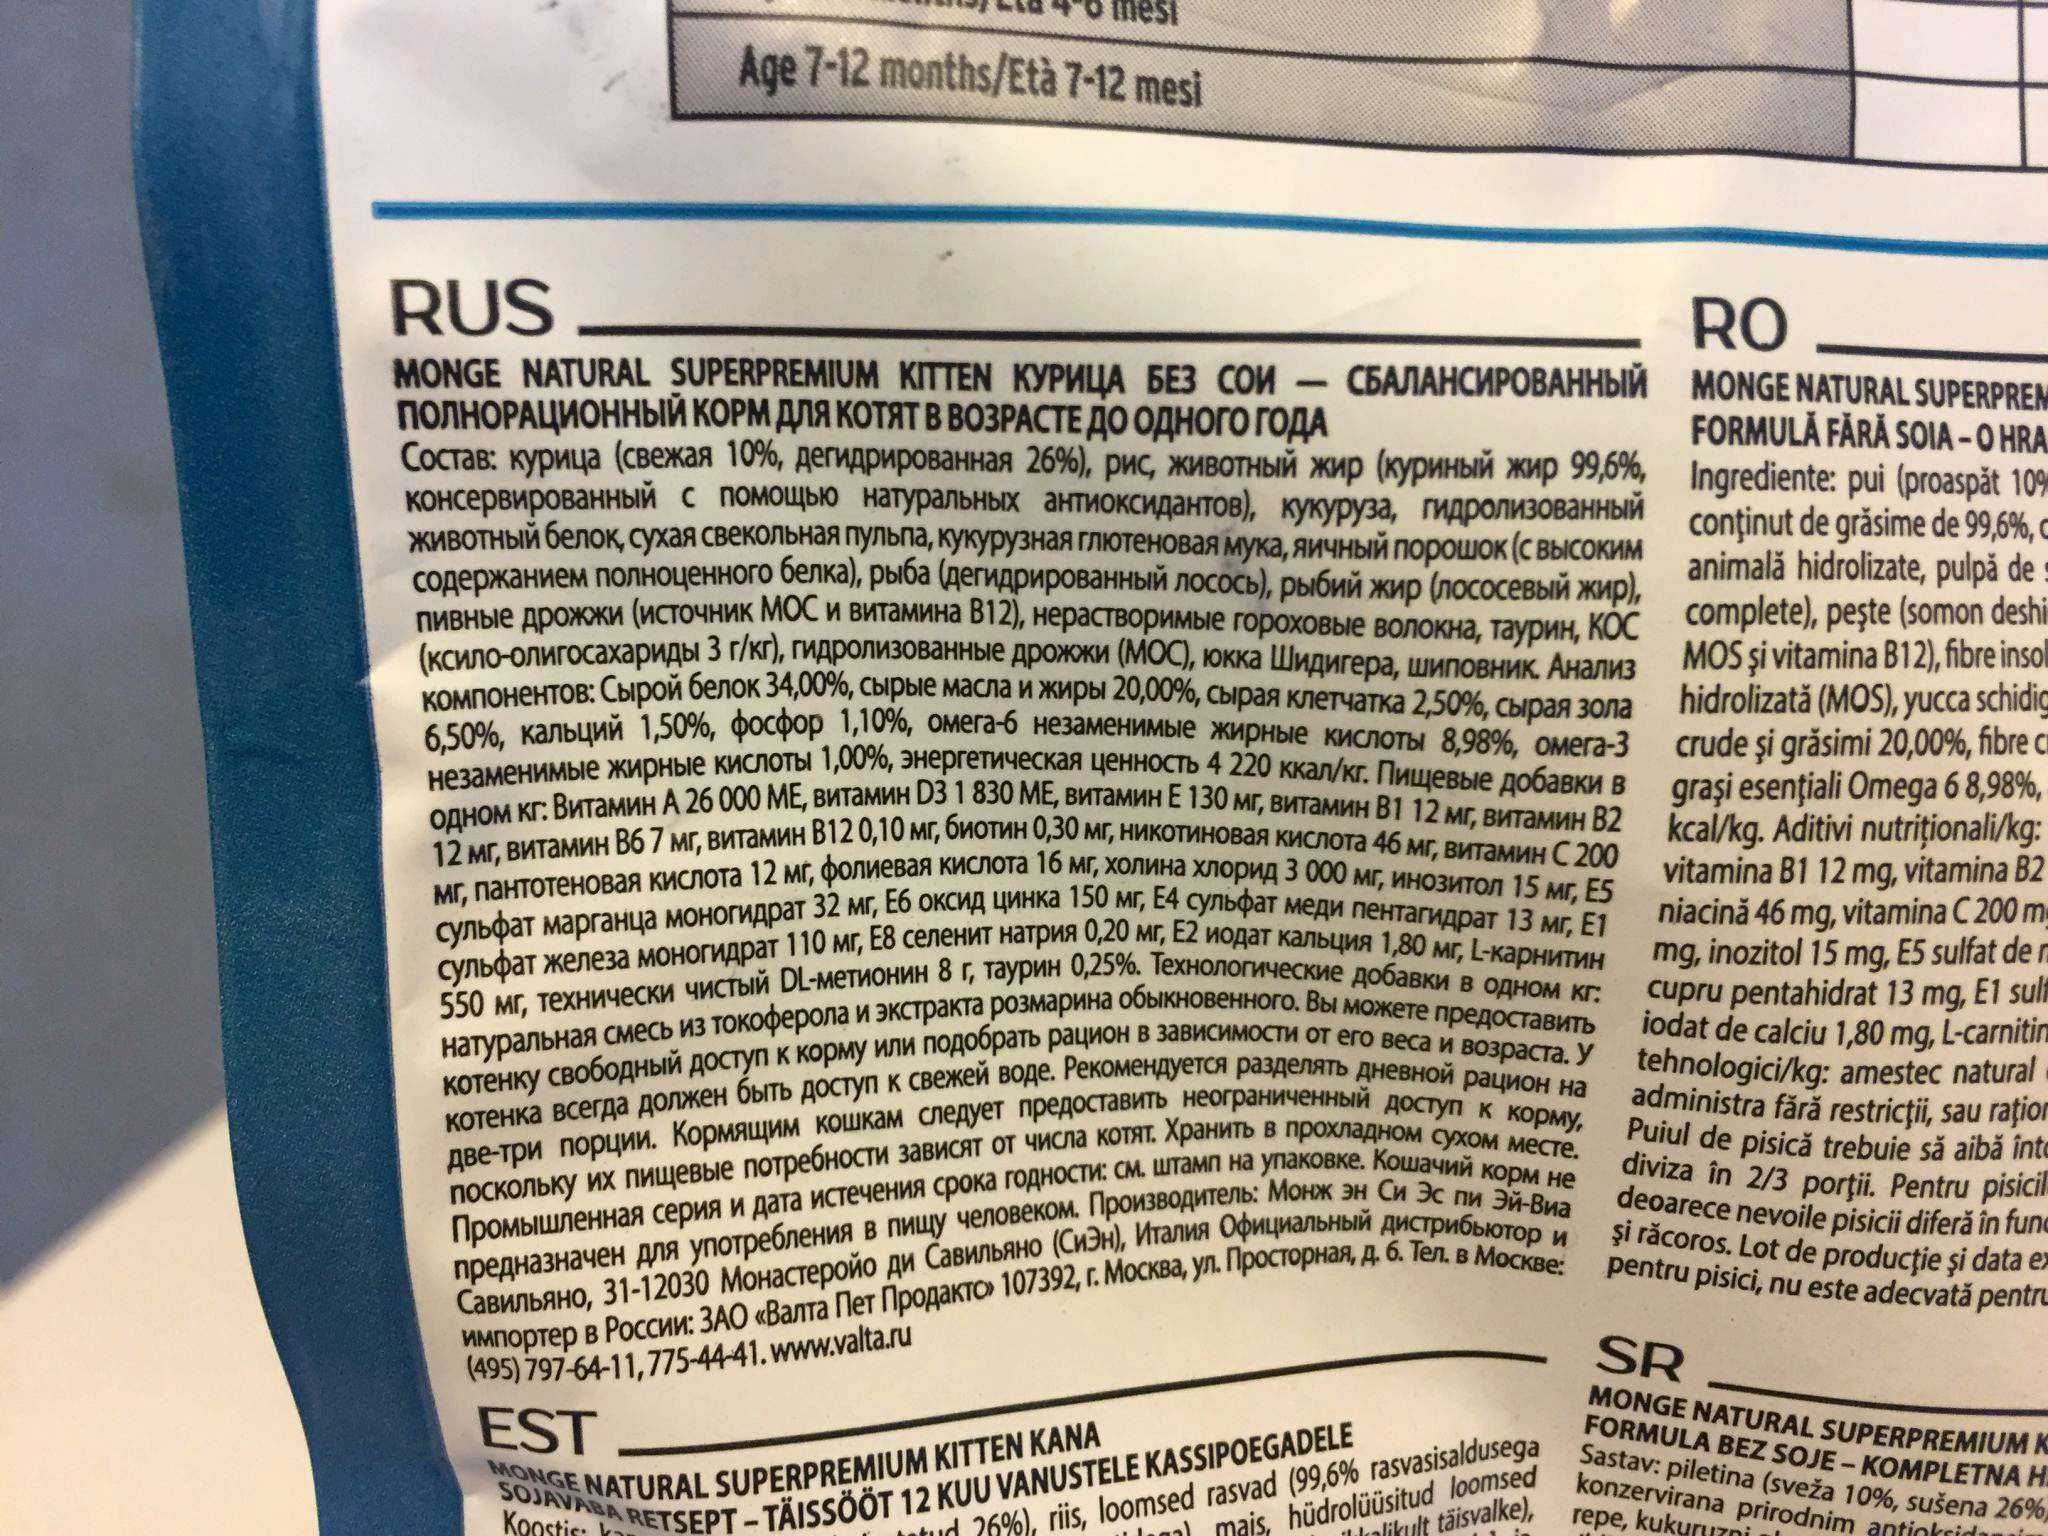 Età 4-6 mesi
Age 7-12 months/Età 7-12 mesi
RUS
MONGE NATURAL SUPERPREMIUM KITTEN КУРИЦА БЕЗ СОИ — СБАЛАНСИРОВАННЫЙ
ПОЛНОРАЦИОННЫЙ КОРМ ДЛЯ КОТЯТ В ВОЗРАСТЕ ДО ОДНОГО ГОДА
Состав: курица (свежая 10%, дегидрированная 26%), рис, животный жир (куриный жир 99,6%,
консервированный с помощью натуральных антиоксидантов), кукуруза, гидролизованный
животный белок, сухая свекольная пульпа, кукурузная глютеновая мука, яичный порошок (с высоким
содержанием полноценного белка), рыба (дегидрированный лосось), рыбий жир (лососевый жир),
пивные дрожжи (источник МОС и витамина В12), нерастворимые гороховые волокна, таурин, КОС
(ксило-олигосахариды 3 г/кг), гидролизованные дрожжи (МОС), юкка Шидигера, шиповник. Анализ
компонентов: Сырой белок 34,00%, сырые масла и жиры 20,00%, сырая клетчатка 2,50%, сырая зола
6,50%, кальций 1,50%, фосфор 1,10%, омега-6 незаменимые жирные кислоты 8,98%, омега-3
незаменимые жирные кислоты 1,00%, энергетическая ценность 4 220 ккал/кг. Пищевые добавки в
одном кг: Витамин А 26 000 МЕ, витамин D3 1 830 МЕ, витамин Е 130 мг, витамин В1 12 мг, витамин В2
12 мг, витамин В6 7 мг, витамин В12 0,10 мг, биотин 0,30 мг, никотиновая кислота 46 мг, витамин С 200
мг, пантотеновая кислота 12 мг, фолиевая кислота 16 мг, холина хлорид 3 000 мг, инозитол 15 мг, Е5
сульфат марганца моногидрат 32 мг, Е6 оксид цинка 150 мг, Е4 сульфат меди пентагидрат 13 мг, Е1
сульфат железа моногидрат 110 мг, Е8 селенит натрия 0,20 мг, Е2 иодат кальция 1,80 мг, L-карнитин
550 мг, технически чистый DL-метионин 8 г, таурин 0,25%. Технологические добавки в одном кг:
натуральная смесь из токоферола и экстракта розмарина обыкновенного. Вы можете предоставить
котенку свободный доступ к корму или подобрать рацион в зависимости от его веса и возраста. У
котенка всегда должен быть доступ к свежей воде. Рекомендуется разделять дневной рацион на
две-три порции. Кормящим кошкам следует предоставить неограниченный доступ к корму,
поскольку их пищевые потребности зависят от числа котят. Хранить в прохладном сухом месте.
Промышленная серия и дата истечения срока годности: см. штамп на упаковке. Кошачий корм не
предназначен для употребления в пищу человеком. Производитель: Монж эн Си Эс пи Эй-Виа
Савильяно, 31-12030 Монастеройо ди Савильяно (СиЭн), Италия Официальный дистрибьютор и
импортер в России: ЗАО «Валта Пет Продактс» 107392, г. Москва, ул. Просторная, д. 6. Тел. в Москве:
(495) 797-64-11, 775-44-41. www.valta.ru
RO
MONGE NATURAL SUPERPREM
FORMULĂ FĂRĂ SOIA – O HRA
Ingrediente: pui (proaspăt 10%
conţinut de grăsime de 99,6%,
animală hidrolizate, pulpă de
complete), peşte (somon
MOS şi vitamina B12), fibre
hidrolizată (MOS), yucca
crude şi grăsimi 20,00%, fibre
graşi esenţiali Omega 6 8,98%,
kcal/kg. Aditivi nutriţionali/kg:
vitamina B1 12 mg, vitamina B2
niacină 46 mg, vitamina C 200
mg, inozitol 15 mg, E5 sulfat de
cupru pentahidrat 13 mg, E1
iodat de calciu 1,80 mg,
tehnologici/kg: amestec natural
administra fără restricţii, sau
Puiul de pisică trebuie să aibă
diviza în 2/3 porţii. Pentru
deoarece nevoile pisicii diferă în
şi răcoros. Lot de producţie şi data
pentru pisici, nu este adecvată
EST
MONGE NATURAL SUPERPREMIUM KITTEN KANA
SOJAVABA RETSEPT – TÄISSÖÖT 12 KUU VANUSTELE KASSIPOEGADELE
Koostis: 26%), riis, loomsed rasvad (99,6% rasvasisaldusega
mais, hüdrolüüsitud loomsed
täisvalke),
SR
MONGE NATURAL SUPERPREMIUM K
FORMULA BEZ SOJE – KOMPLETNA
Sastav: piletina (sveža 10%, sušena 26%
konzervirana prirodnim
repe,